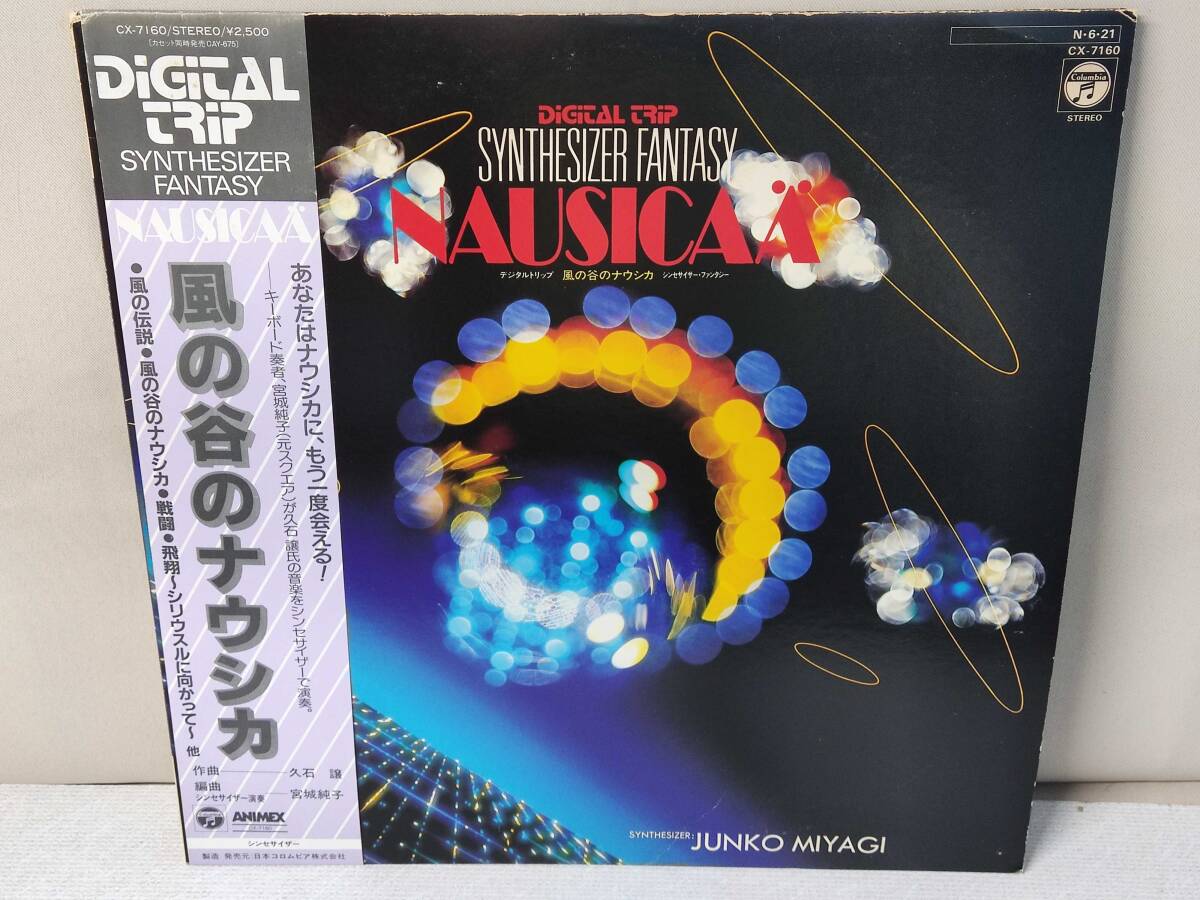 CX-7160/STEREO/¥2,500
[カセット同時発売CAY-675]
DIGITAL
TRIP
SYNTHESIZER
FANTASY
NAUSICAÄ
風の谷のナウシカ
あなたはナウシカに、もう一度会える!
──キーボード奏者、宮城純子(元スクエア)が久石 譲氏の音楽をシンセサイザーで演奏。
●風の伝説●風の谷のナウシカ●戦闘●飛翔〜シリウスルに向かって〜 他
作曲──久石 譲
編曲
シンセサイザー演奏──宮城純子
Columbia
ANIMEX
CX-7160
シンセサイザー
製造 発売元 日本コロムビア株式会社
N・6・21
CX-7160
Columbia
STEREO
DIGITAL TRIP
SYNTHESIZER FANTASY
NAUSICAÄ
デジタルトリップ 風の谷のナウシカ シンセサイザー・ファンタジー
SYNTHESIZER: JUNKO MIYAGI